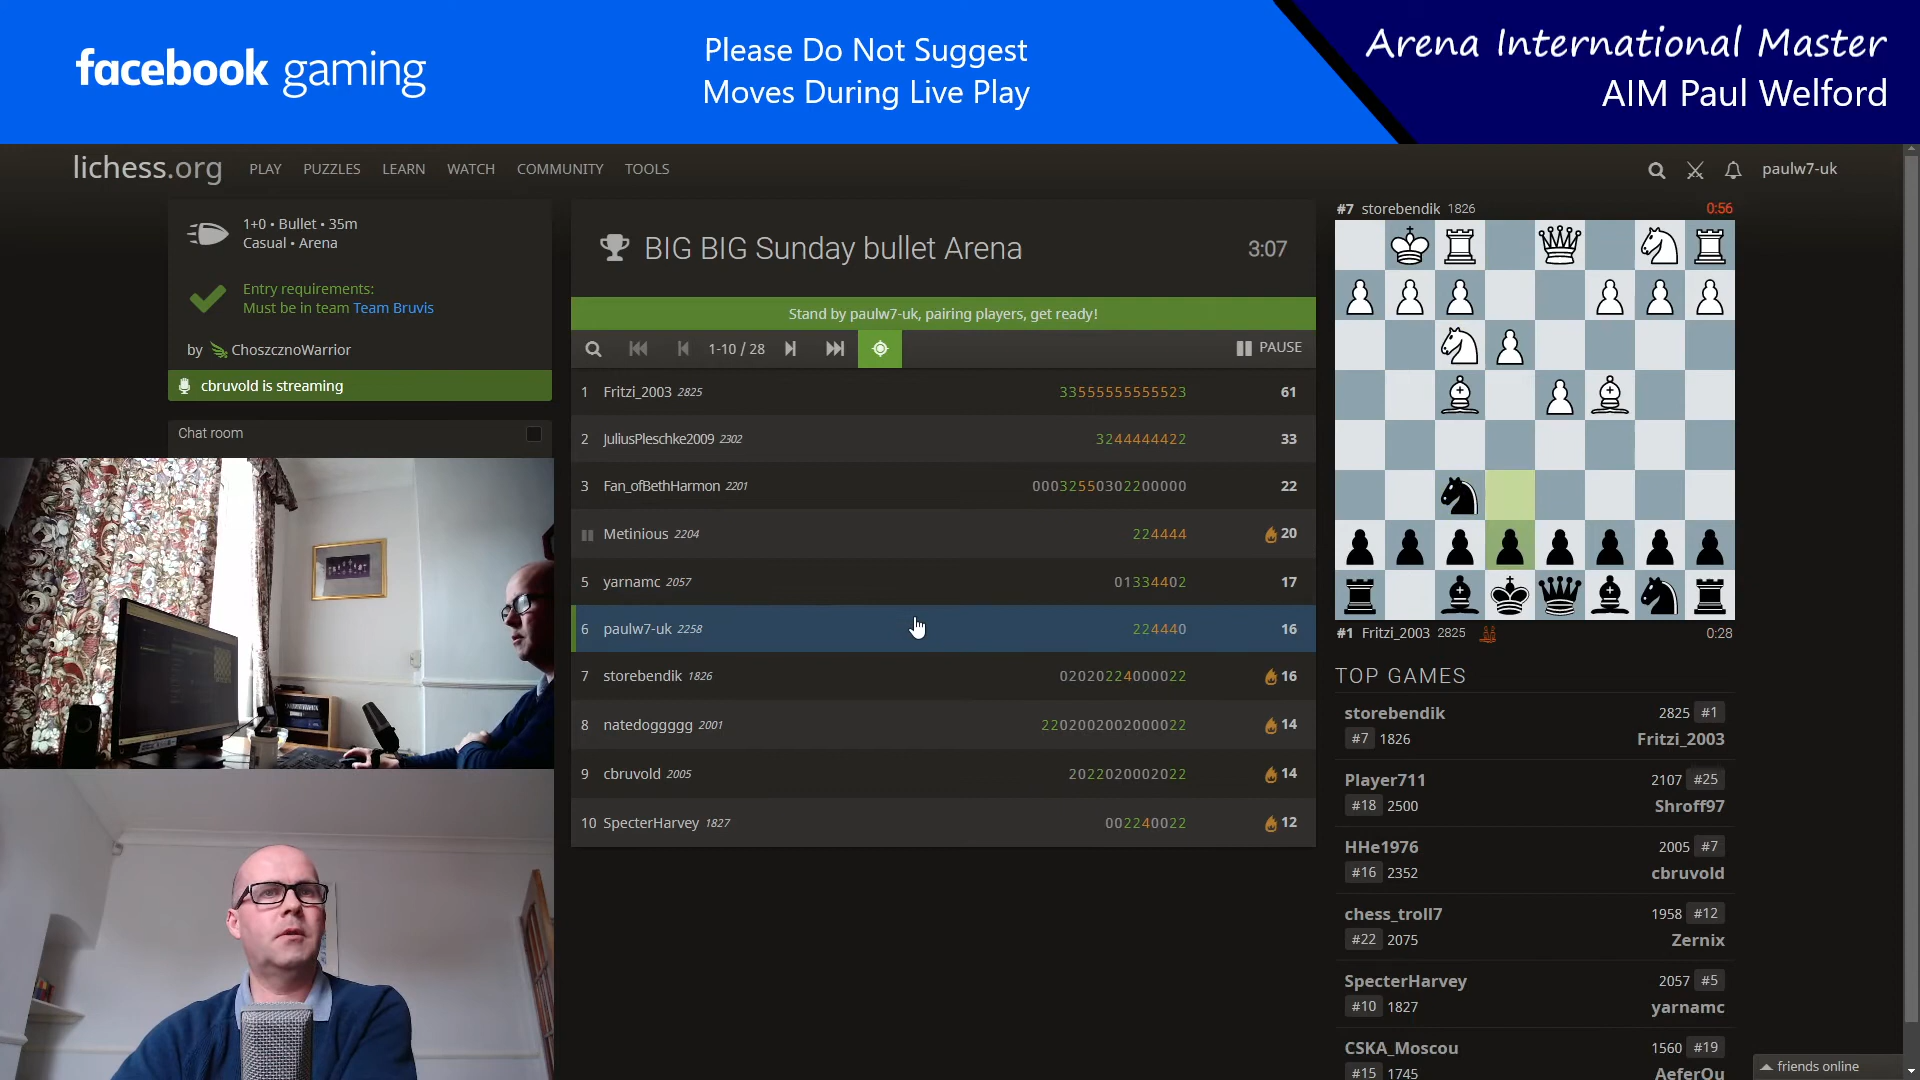 facebook gaming
Please Do Not Suggest
Moves During Live Play
Arena International Master
AIM Paul Welford
lichess.org PLAY PUZZLES LEARN WATCH COMMUNITY TOOLS paulw7-uk
1+0 • Bullet • 35m
Casual • Arena
Entry requirements:
Must be in team Team Bruvis
by ChoszcznoWarrior
cbruvold is streaming
Chat room
BIG BIG Sunday bullet Arena 3:07
Stand by paulw7-uk, pairing players, get ready!
1-10 / 28 PAUSE
1 Fritzi_2003 2825 33555555555523 61
2 JuliusPleschke2009 2302 3244444422 33
3 Fan_ofBethHarmon 2201 00032550302200000 22
Metinious 2204 224444 20
5 yarnamc 2057 01334402 17
6 paulw7-uk 2258 224440 16
7 storebendik 1826 02020224000022 16
8 natedoggggg 2001 2202002002000022 14
9 cbruvold 2005 2022020002022 14
10 SpecterHarvey 1827 002240022 12
#7 storebendik 1826 0:56
#1 Fritzi_2003 2825 0:28
TOP GAMES
storebendik 2825 #1
#7 1826 Fritzi_2003
Player711 2107 #25
#18 2500 Shroff97
HHe1976 2005 #7
#16 2352 cbruvold
chess_troll7 1958 #12
#22 2075 Zernix
SpecterHarvey 2057 #5
#10 1827 yarnamc
CSKA_Moscou 1560 #19
#15 1745 AeferOu
friends online